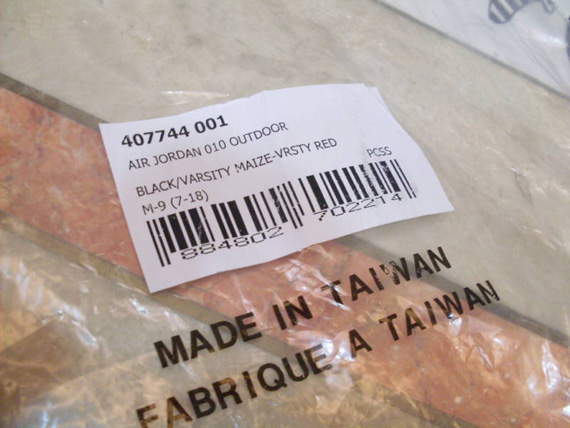 407744 001
AIR JORDAN 010 OUTDOOR
BLACK/VARSITY MAIZE-VRSTY RED
M-9 (7-18)
PCSS
884802 702214
MADE IN TAIWAN
FABRIQUE A TAIWAN